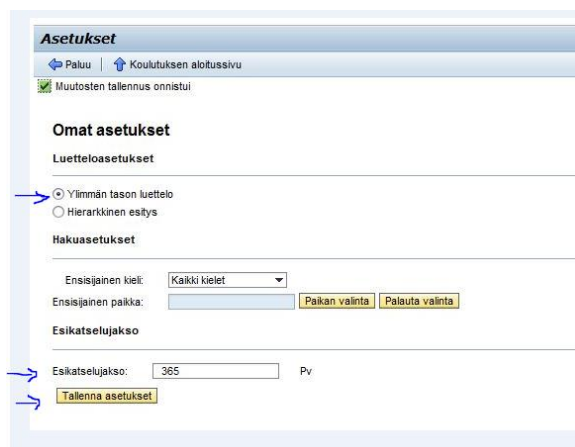 Asetukset
Paluu Koulutuksen aloitussivu
Muutosten tallennus onnistui
Omat asetukset
Luetteloasetukset
Ylimmän tason luettelo
Hierarkkinen esitys
Hakuasetukset
Ensisijainen kieli: Kaikki kielet
Ensisijainen paikka: Paikan valinta Palauta valinta
Esikatselujakso
Esikatselujakso: 365 Pv
Tallenna asetukset